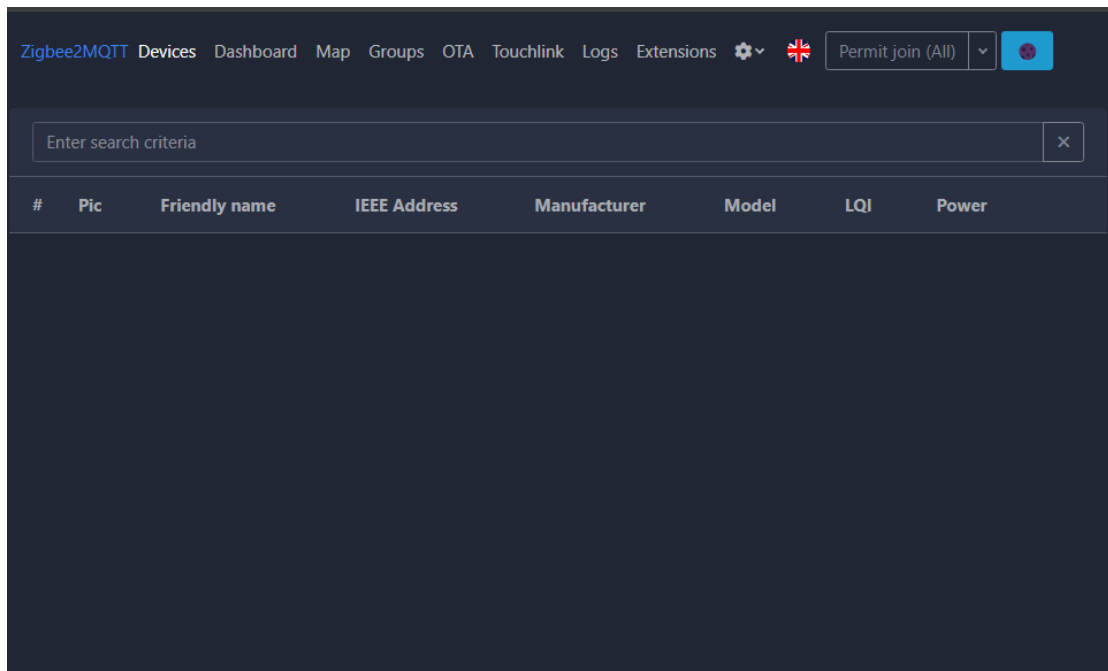 Zigbee2MQTT Devices Dashboard Map Groups OTA Touchlink Logs Extensions Permit join (All)
Enter search criteria
# Pic Friendly name IEEE Address Manufacturer Model LQI Power